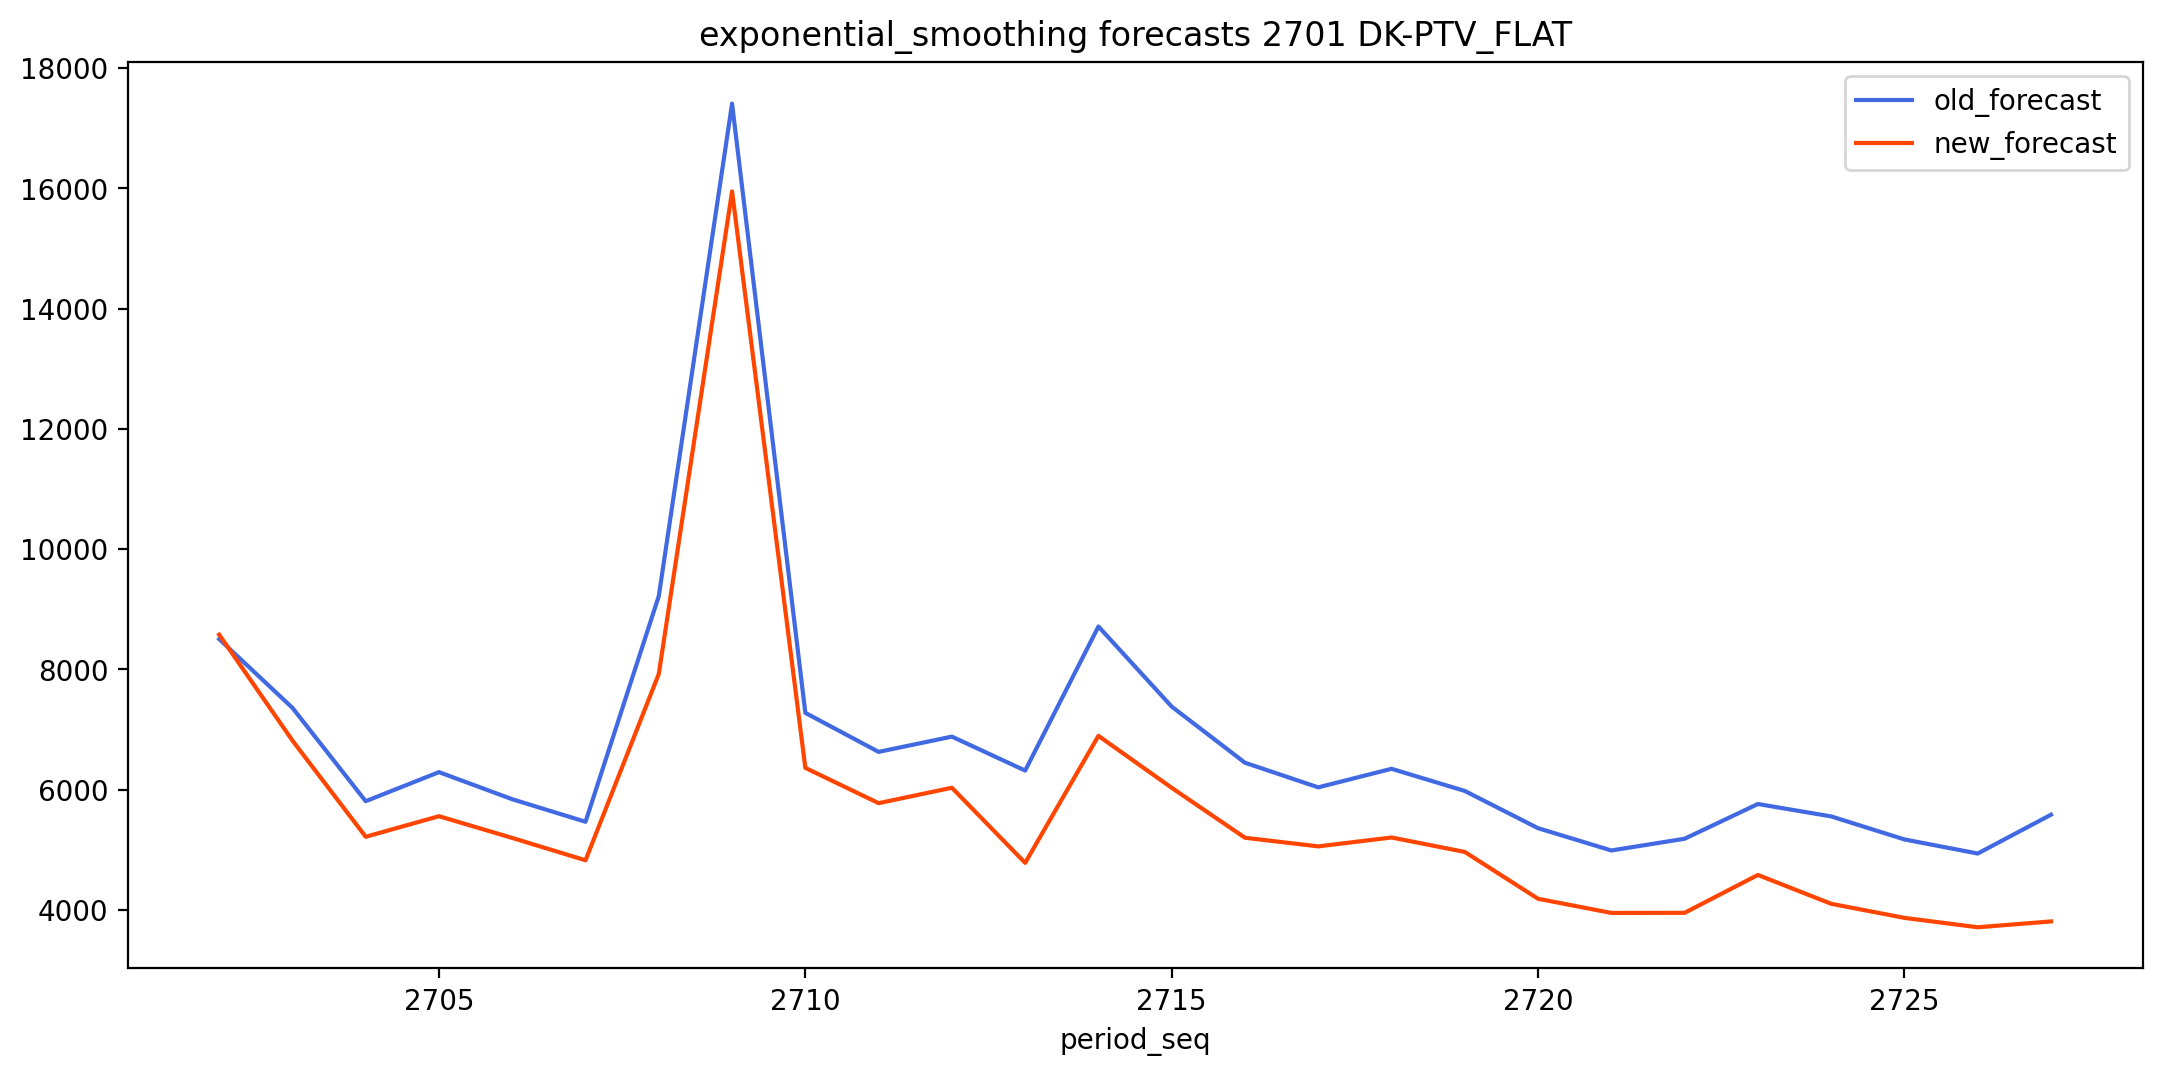 exponential_smoothing forecasts 2701 DK-PTV_FLAT
18000
16000
14000
12000
10000
8000
6000
4000
old_forecast
new_forecast
2705 2710 2715 2720 2725
period_seq